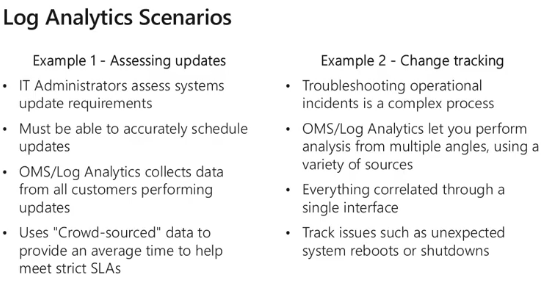 Log Analytics Scenarios
Example 1 - Assessing updates
• IT Administrators assess systems
update requirements
• Must be able to accurately schedule
updates
• OMS/Log Analytics collects data
from all customers performing
updates
• Uses "Crowd-sourced" data to
provide an average time to help
meet strict SLAs
Example 2 - Change tracking
• Troubleshooting operational
incidents is a complex process
• OMS/Log Analytics let you perform
analysis from multiple angles, using a
variety of sources
• Everything correlated through a
single interface
• Track issues such as unexpected
system reboots or shutdowns